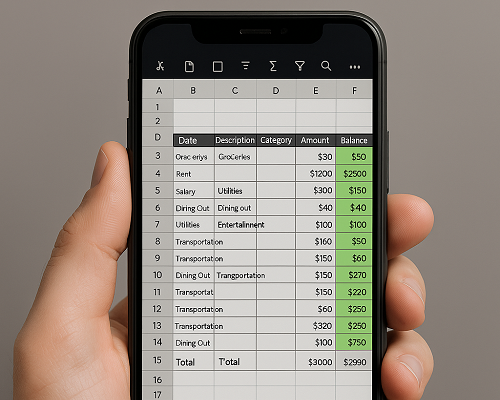 A B C D E F
1
2
D Date Description Category Amount Balance
3 Orac eriys GroCeries $30 $50
4 Rent $1200 $2500
5 Salary Utilities $300 $150
6 Diring Out Dining out $40 $40
7 Utilities Entertalinnent $100 $100
8 Transportation $160 $50
9 Transportation $150 $60
10 Dining Out Trangportation $150 $270
11 Transportat $150 $220
12 Transportation $60 $250
13 Transportation $320 $250
14 Dining Out $100 $750
15 Total T'otal $3000 $2990
16
17